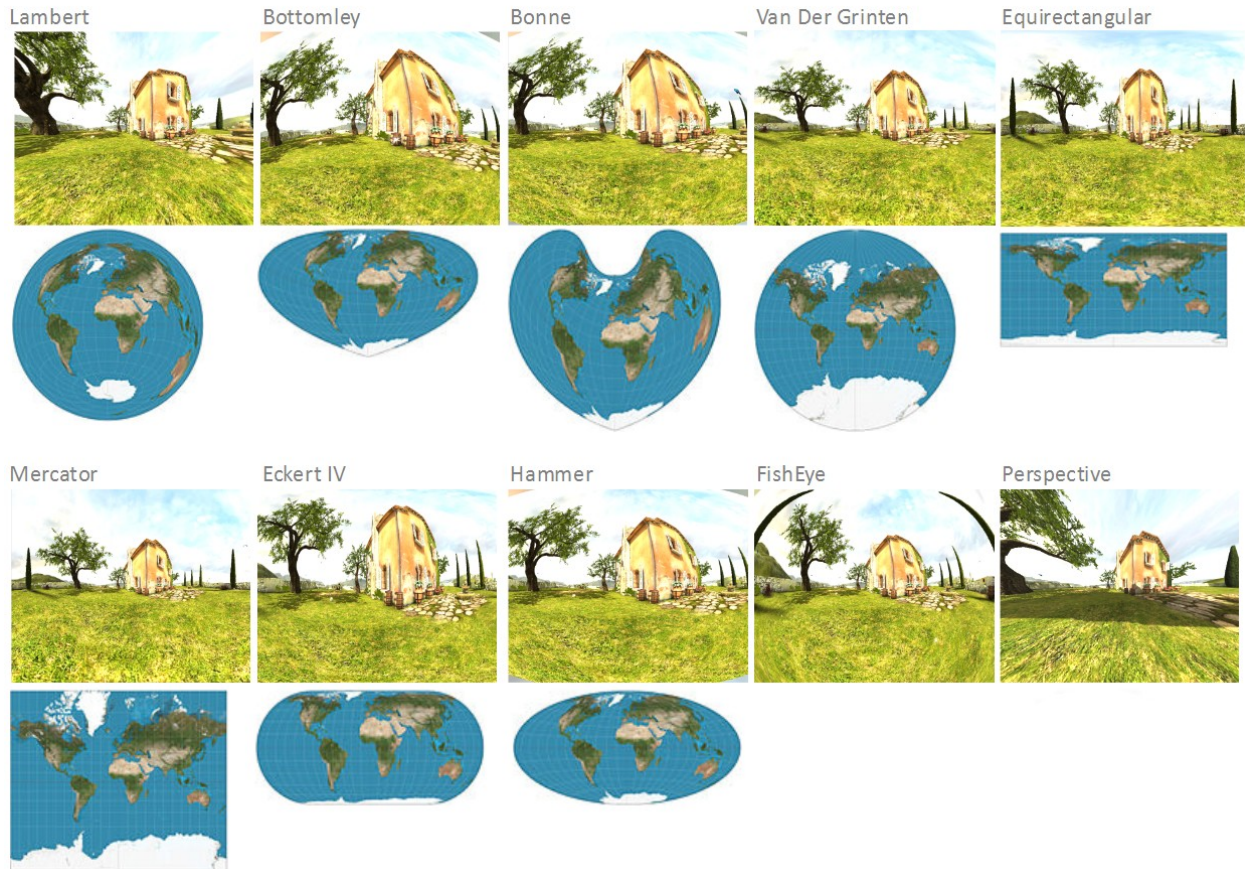 Lambert
Bottomley
Bonne
Van Der Grinten
Equirectangular
Mercator
Eckert IV
Hammer
FishEye
Perspective